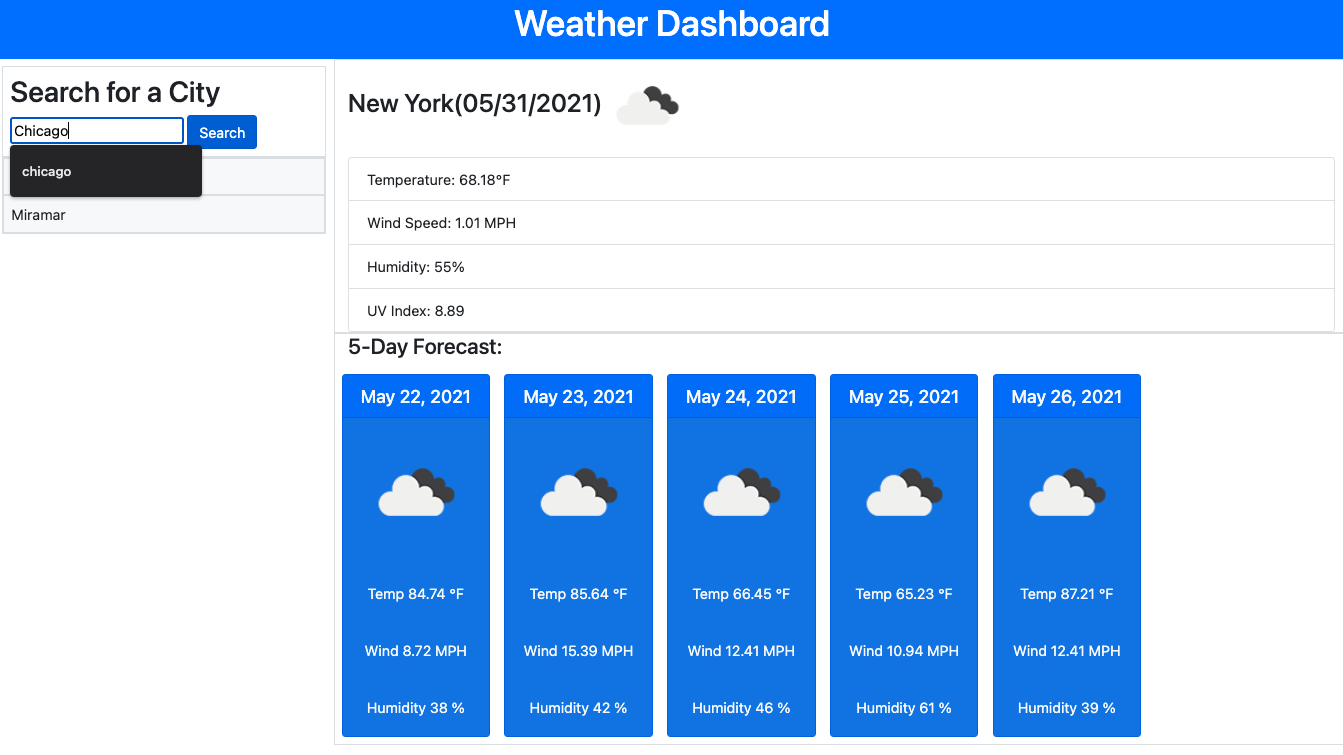 Weather Dashboard
Search for a City
Chicago
Search
chicago
Miramar
New York(05/31/2021)
Temperature: 68.18°F
Wind Speed: 1.01 MPH
Humidity: 55%
UV Index: 8.89
5-Day Forecast:
May 22, 2021
Temp 84.74 °F
Wind 8.72 MPH
Humidity 38 %
May 23, 2021
Temp 85.64 °F
Wind 15.39 MPH
Humidity 42 %
May 24, 2021
Temp 66.45 °F
Wind 12.41 MPH
Humidity 46 %
May 25, 2021
Temp 65.23 °F
Wind 10.94 MPH
Humidity 61 %
May 26, 2021
Temp 87.21 °F
Wind 12.41 MPH
Humidity 39 %